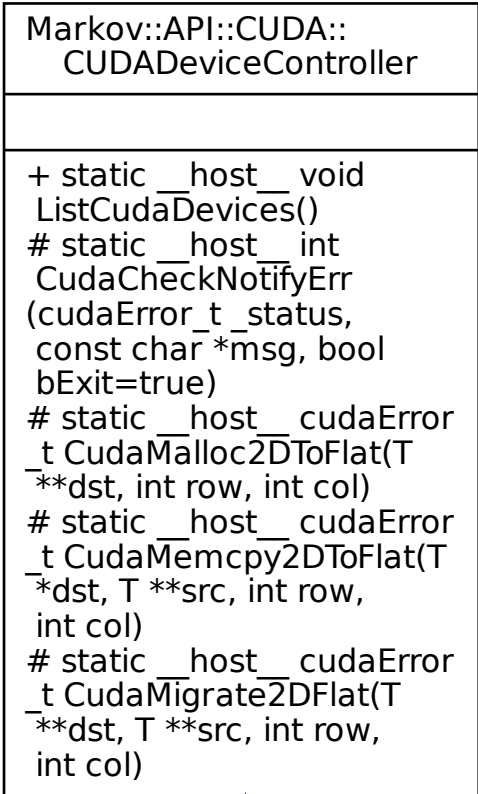 Markov::API::CUDA::
CUDADeviceController
+ static __host__ void
ListCudaDevices()
# static __host__ int
CudaCheckNotifyErr
(cudaError_t _status,
const char *msg, bool
bExit=true)
# static __host__ cudaError
_t CudaMalloc2DToFlat(T
**dst, int row, int col)
# static __host__ cudaError
_t CudaMemcpy2DToFlat(T
*dst, T **src, int row,
int col)
# static __host__ cudaError
_t CudaMigrate2DFlat(T
**dst, T **src, int row,
int col)